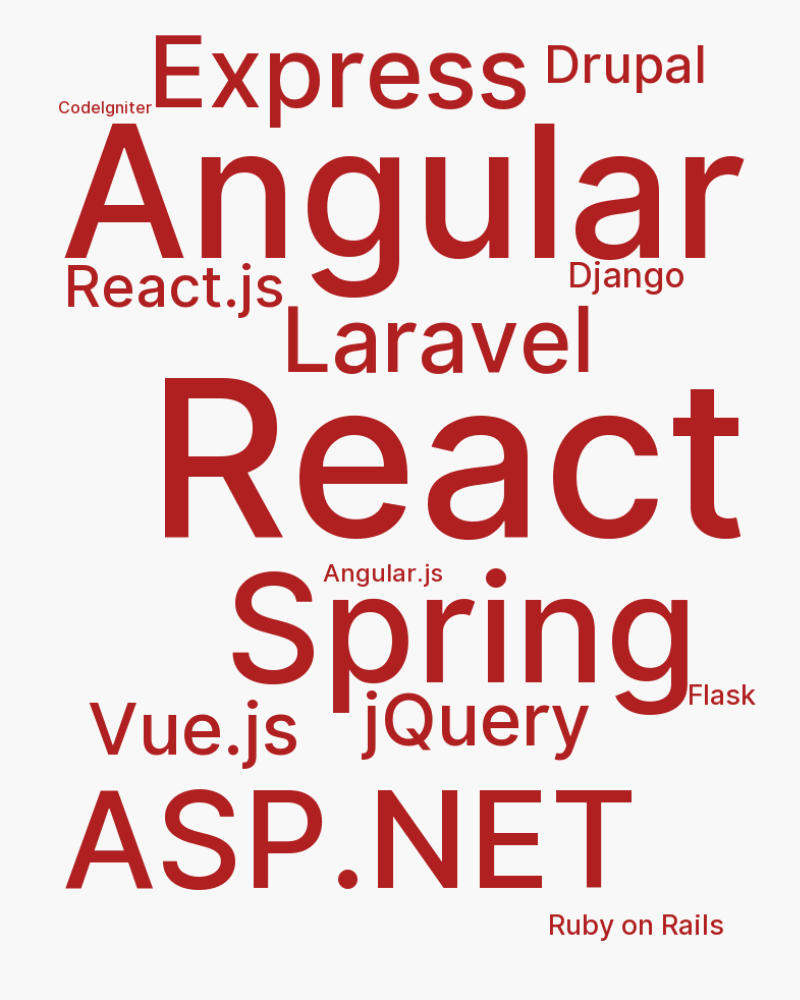 Express
Drupal
CodeIgniter
Angular
React.js
Django
Laravel
React
Angular.js
Spring
Flask
Vue.js
jQuery
ASP.NET
Ruby on Rails